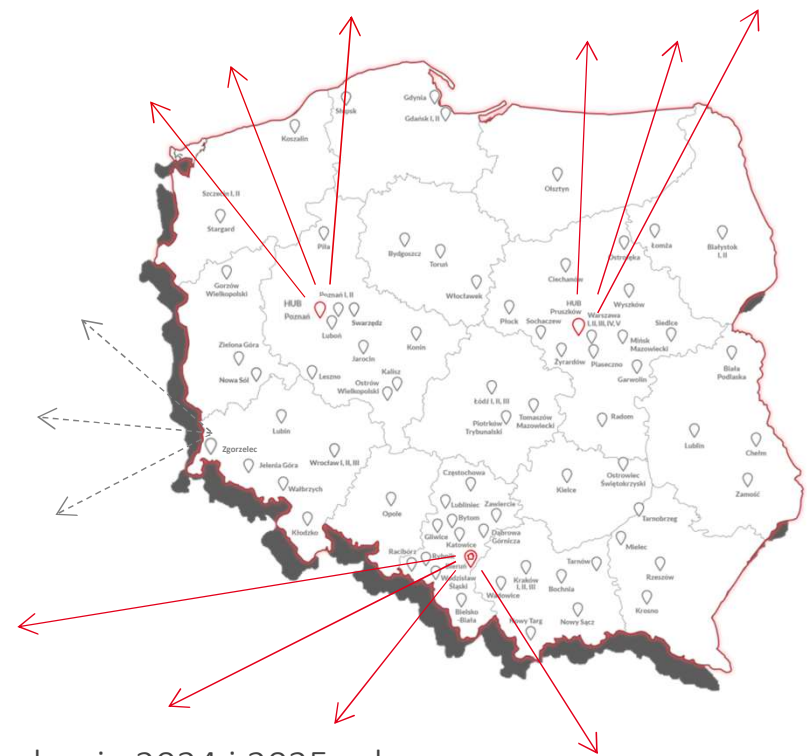 Gdynia
Słupsk
Gdańsk I, II
Koszalin
Olsztyn
Szczecin I, II
Stargard
Piła
Bydgoszcz
Toruń
Łomża
Białystok
I, II
Ostrołęka
Ciechanów
Gorzów
Wielkopolski
Włocławek
Wyszków
HUB
Poznań
Poznań I, II
Swarzędz
Luboń
Płock
HUB
Pruszków
Sochaczew
Warszawa
I, II, III, IV, V
Siedlce
Mińsk
Mazowiecki
Zielona Góra
Jarocin
Konin
Żyrardów
Piaseczno
Garwolin
Biała
Podlaska
Nowa Sól
Leszno
Kalisz
Ostrów
Wielkopolski
Łódź I, II, III
Lubin
Piotrków
Trybunalski
Tomaszów
Mazowiecki
Radom
Lublin
Chełm
Zgorzelec
Jelenia Góra
Wrocław I, II, III
Wałbrzych
Częstochowa
Kielce
Ostrowiec
Świętokrzyski
Zamość
Opole
Lubliniec
Zawiercie
Kłodzko
Bytom
Tarnobrzeg
Gliwice
Katowice
Dąbrowa
Górnicza
Mielec
Racibórz
Bieruń
Wodzisław
Śląski
Kraków
I, II, III
Tarnów
Rzeszów
Wadowice
Bochnia
Bielsko
-Biała
Nowy Targ
Nowy Sącz
Krosno
2024 i 2025